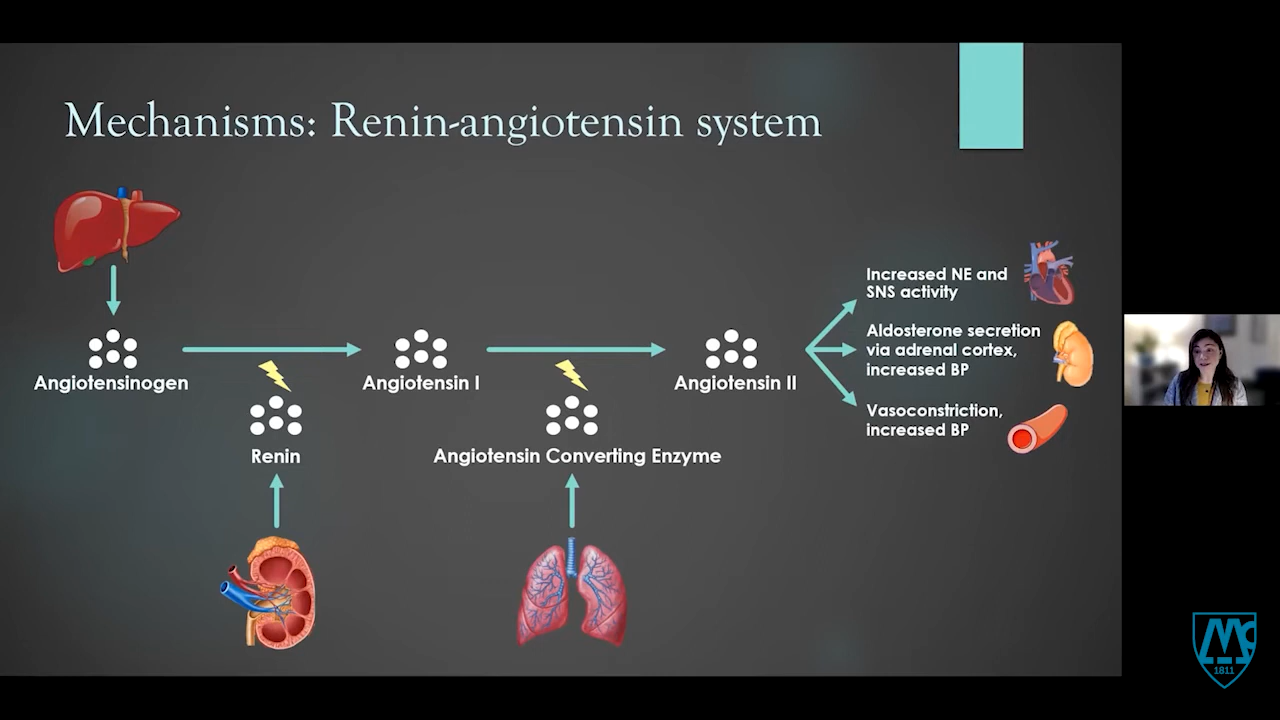 Mechanisms: Renin-angiotensin system
Increased NE and
SNS activity
Aldosterone secretion
via adrenal cortex,
increased BP
Angiotensinogen
Angiotensin I
Angiotensin II
Vasoconstriction,
increased BP
Renin
Angiotensin Converting Enzyme
1811